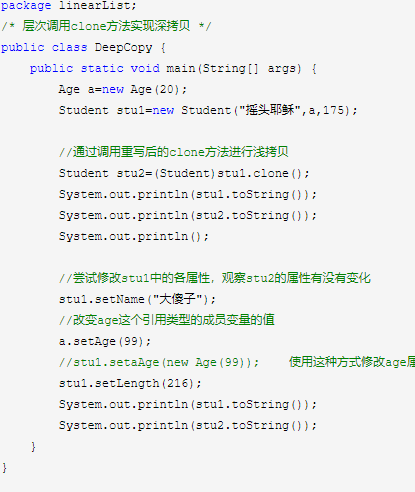 package linearList;
/* 层次调用clone方法实现深拷贝 */
public class DeepCopy {
    public static void main(String[] args) {
        Age a=new Age(20);
        Student stu1=new Student("摇头耶稣",a,175);
        //通过调用重写后的clone方法进行浅拷贝
        Student stu2=(Student)stu1.clone();
        System.out.println(stu1.toString());
        System.out.println(stu2.toString());
        System.out.println();
        //尝试修改stu1中的各属性，观察stu2的属性有没有变化
        stu1.setName("大傻子");
        //改变age这个引用类型的成员变量的值
        a.setAge(99);
        //stu1.setaAge(new Age(99));    使用这种方式修改age属
        stu1.setLength(216);
        System.out.println(stu1.toString());
        System.out.println(stu2.toString());
    }
}